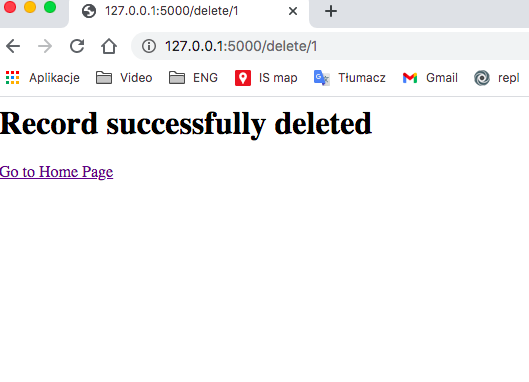 127.0.0.1:5000/delete/1
127.0.0.1:5000/delete/1
Aplikacje Video ENG IS map Tłumacz Gmail repl
Record successfully deleted
Go to Home Page